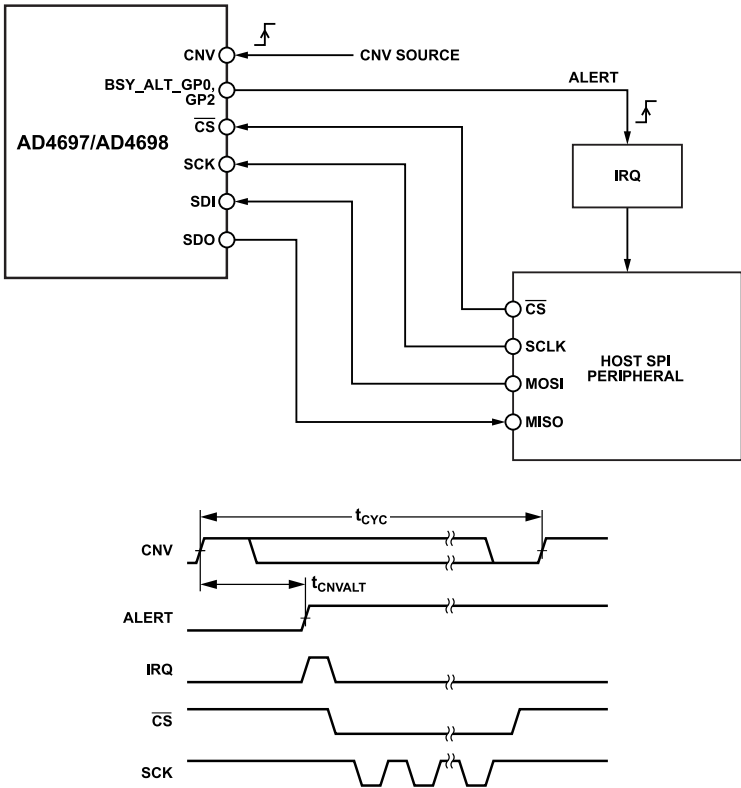 CNV
CNV SOURCE
BSY_ALT_GP0,
GP2
ALERT
CS
AD4697/AD4698
SCK
IRQ
SDI
SDO
CS
SCLK
HOST SPI
PERIPHERAL
MOSI
MISO
tCYC
CNV
tCNVALT
ALERT
IRQ
CS
SCK